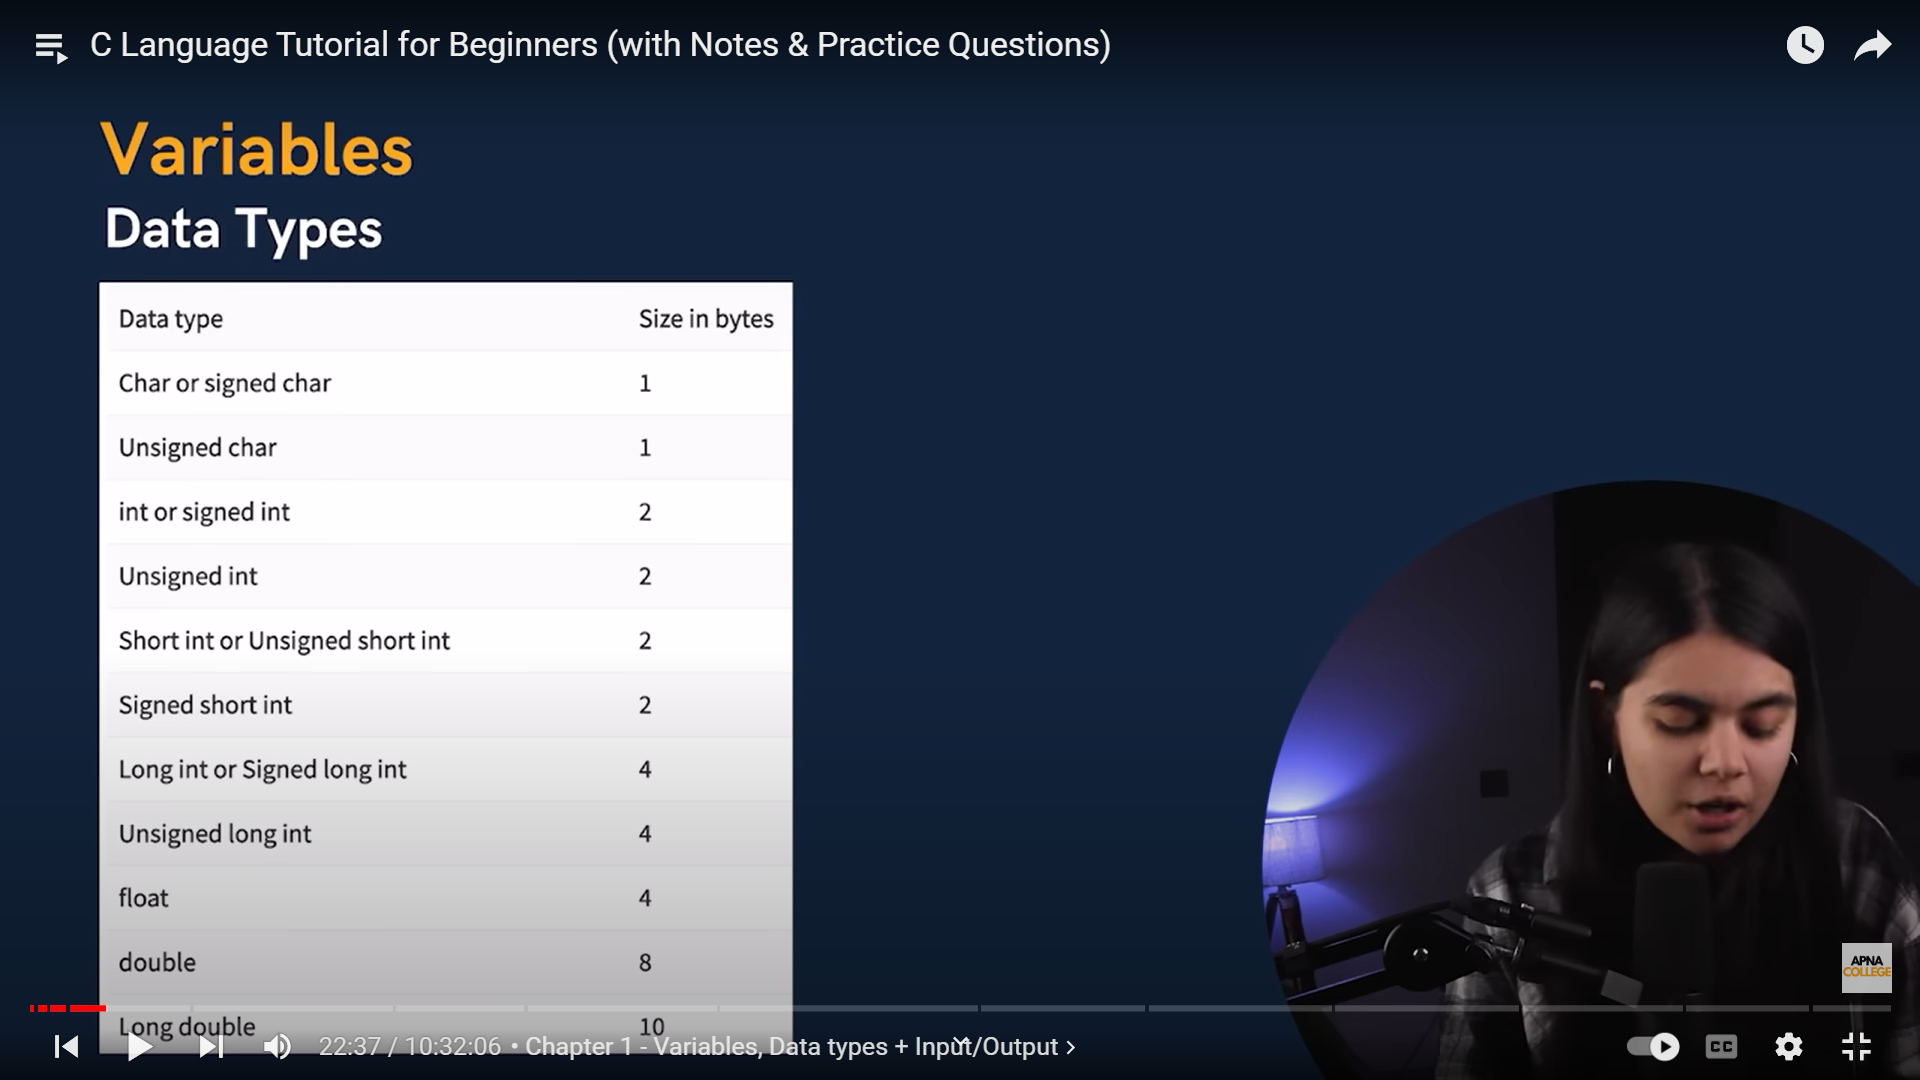 C Language Tutorial for Beginners (with Notes & Practice Questions)
Variables
Data Types
Data type Size in bytes
Char or signed char 1
Unsigned char 1
int or signed int 2
Unsigned int 2
Short int or Unsigned short int 2
Signed short int 2
Long int or Signed long int 4
Unsigned long int 4
float 4
double 8
Long double 10
APNA
COLLEGE
22:37 / 10:32:06 • Chapter 1 - Variables, Data types + Input/Output
CC